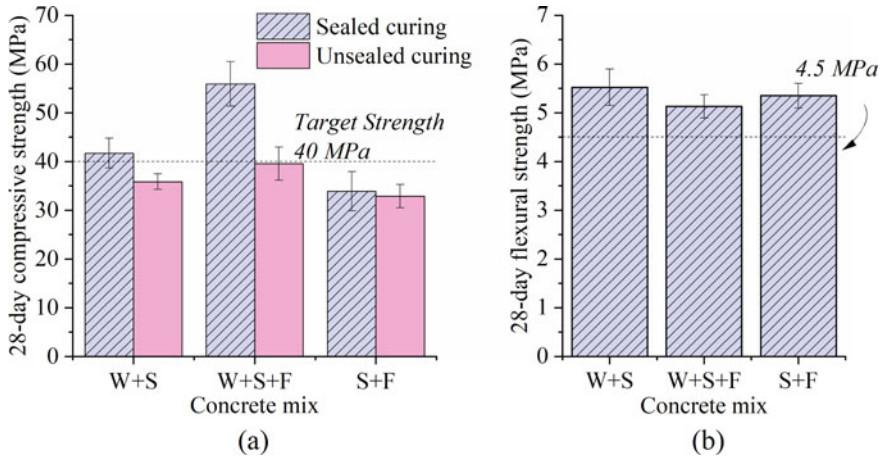 28-day compressive strength (MPa)
70
60
50
40
30
20
10
0
Sealed curing
Unsealed curing
Target Strength
40 MPa
W+S
W+S+F
S+F
Concrete mix
(a)
28-day flexural strength (MPa)
7
6
5
4
3
2
1
0
4.5 MPa
W+S
W+S+F
S+F
Concrete mix
(b)